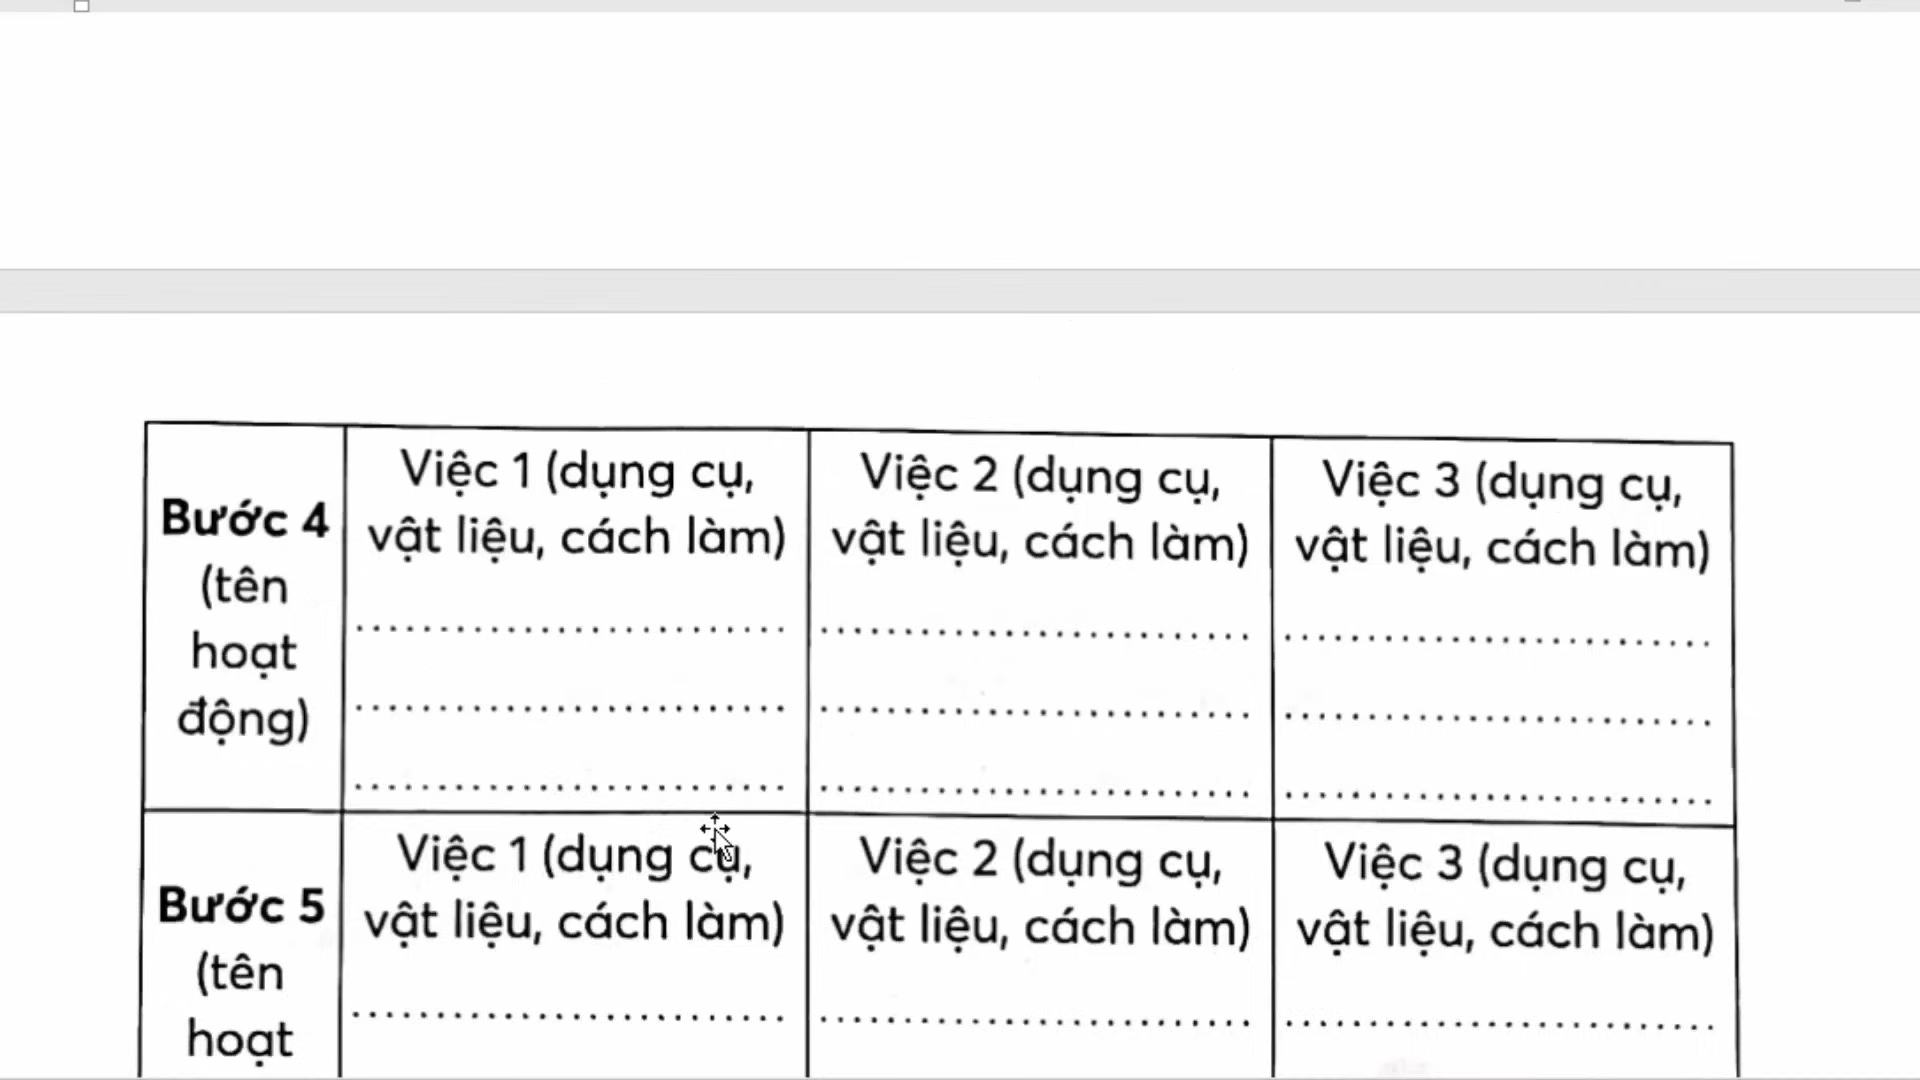 Bước 4
(tên
hoạt
động)
Việc 1 (dụng cụ,
vật liệu, cách làm)
Việc 2 (dụng cụ,
vật liệu, cách làm)
Việc 3 (dụng cụ,
vật liệu, cách làm)
Bước 5
(tên
hoạt
Việc 1 (dụng cụ,
vật liệu, cách làm)
Việc 2 (dụng cụ,
vật liệu, cách làm)
Việc 3 (dụng cụ,
vật liệu, cách làm)